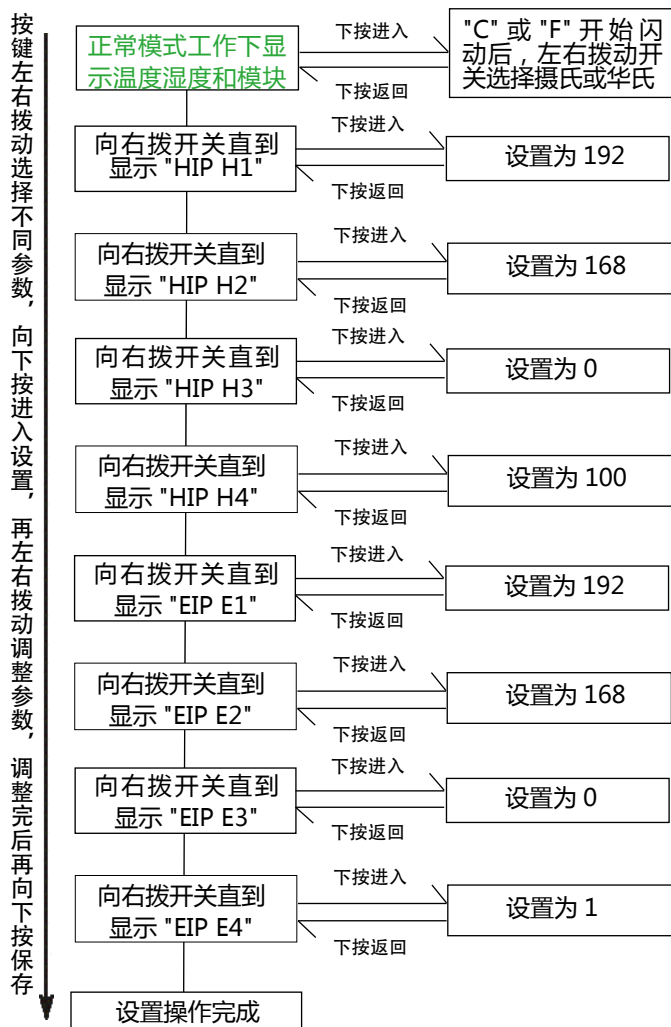 按键左右拨动选择不同参数，向下按进入设置，再左右拨动调整参数，调整完后再向下按保存
正常模式工作下显
示温度湿度和模块
下按进入
下按返回
"C" 或 "F" 开始闪
动后，左右拨动开
关选择摄氏或华氏
向右拨开关直到
显示 "HIP H1"
下按进入
下按返回
设置为 192
向右拨开关直到
显示 "HIP H2"
下按进入
下按返回
设置为 168
向右拨开关直到
显示 "HIP H3"
下按进入
下按返回
设置为 0
向右拨开关直到
显示 "HIP H4"
下按进入
下按返回
设置为 100
向右拨开关直到
显示 "EIP E1"
下按进入
下按返回
设置为 192
向右拨开关直到
显示 "EIP E2"
下按进入
下按返回
设置为 168
向右拨开关直到
显示 "EIP E3"
下按进入
下按返回
设置为 0
向右拨开关直到
显示 "EIP E4"
下按进入
下按返回
设置为 1
设置操作完成